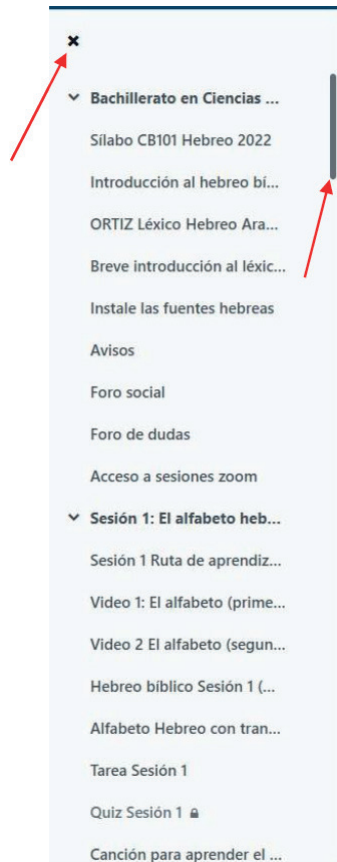 Bachillerato en Ciencias ...
Sílabo CB101 Hebreo 2022
Introducción al hebreo bí...
ORTIZ Léxico Hebreo Ara...
Breve introducción al léxic...
Instale las fuentes hebreas
Avisos
Foro social
Foro de dudas
Acceso a sesiones zoom
Sesión 1: El alfabeto heb...
Sesión 1 Ruta de aprendiz...
Video 1: El alfabeto (prime...
Video 2 El alfabeto (segun...
Hebreo bíblico Sesión 1 (...
Alfabeto Hebreo con tran...
Tarea Sesión 1
Quiz Sesión 1
Canción para aprender el ...